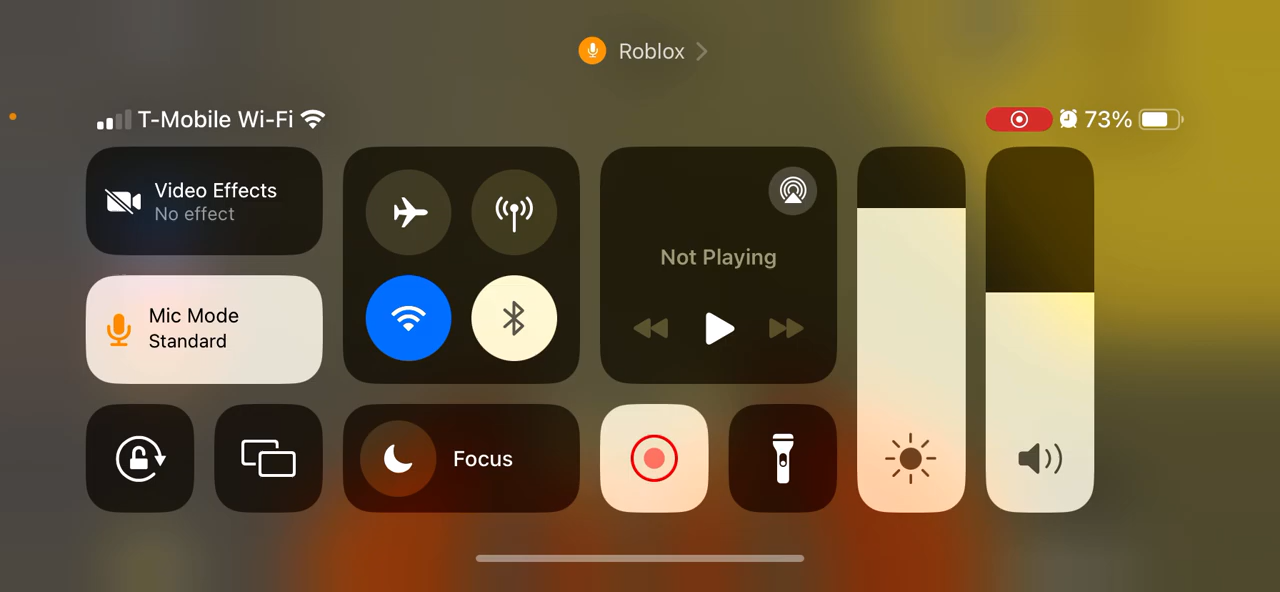 Roblox
T-Mobile Wi-Fi
73%
Video Effects
No effect
Mic Mode
Standard
Not Playing
Focus